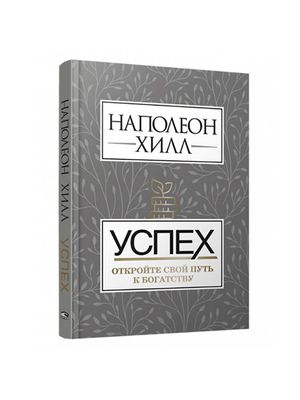 НАПОЛЕОН
ХИЛЛ
УСПЕХ
ОТКРОЙТЕ СВОЙ ПУТЬ
К БОГАТСТВУ
НАПОЛЕОН ХИЛЛ УСПЕХ